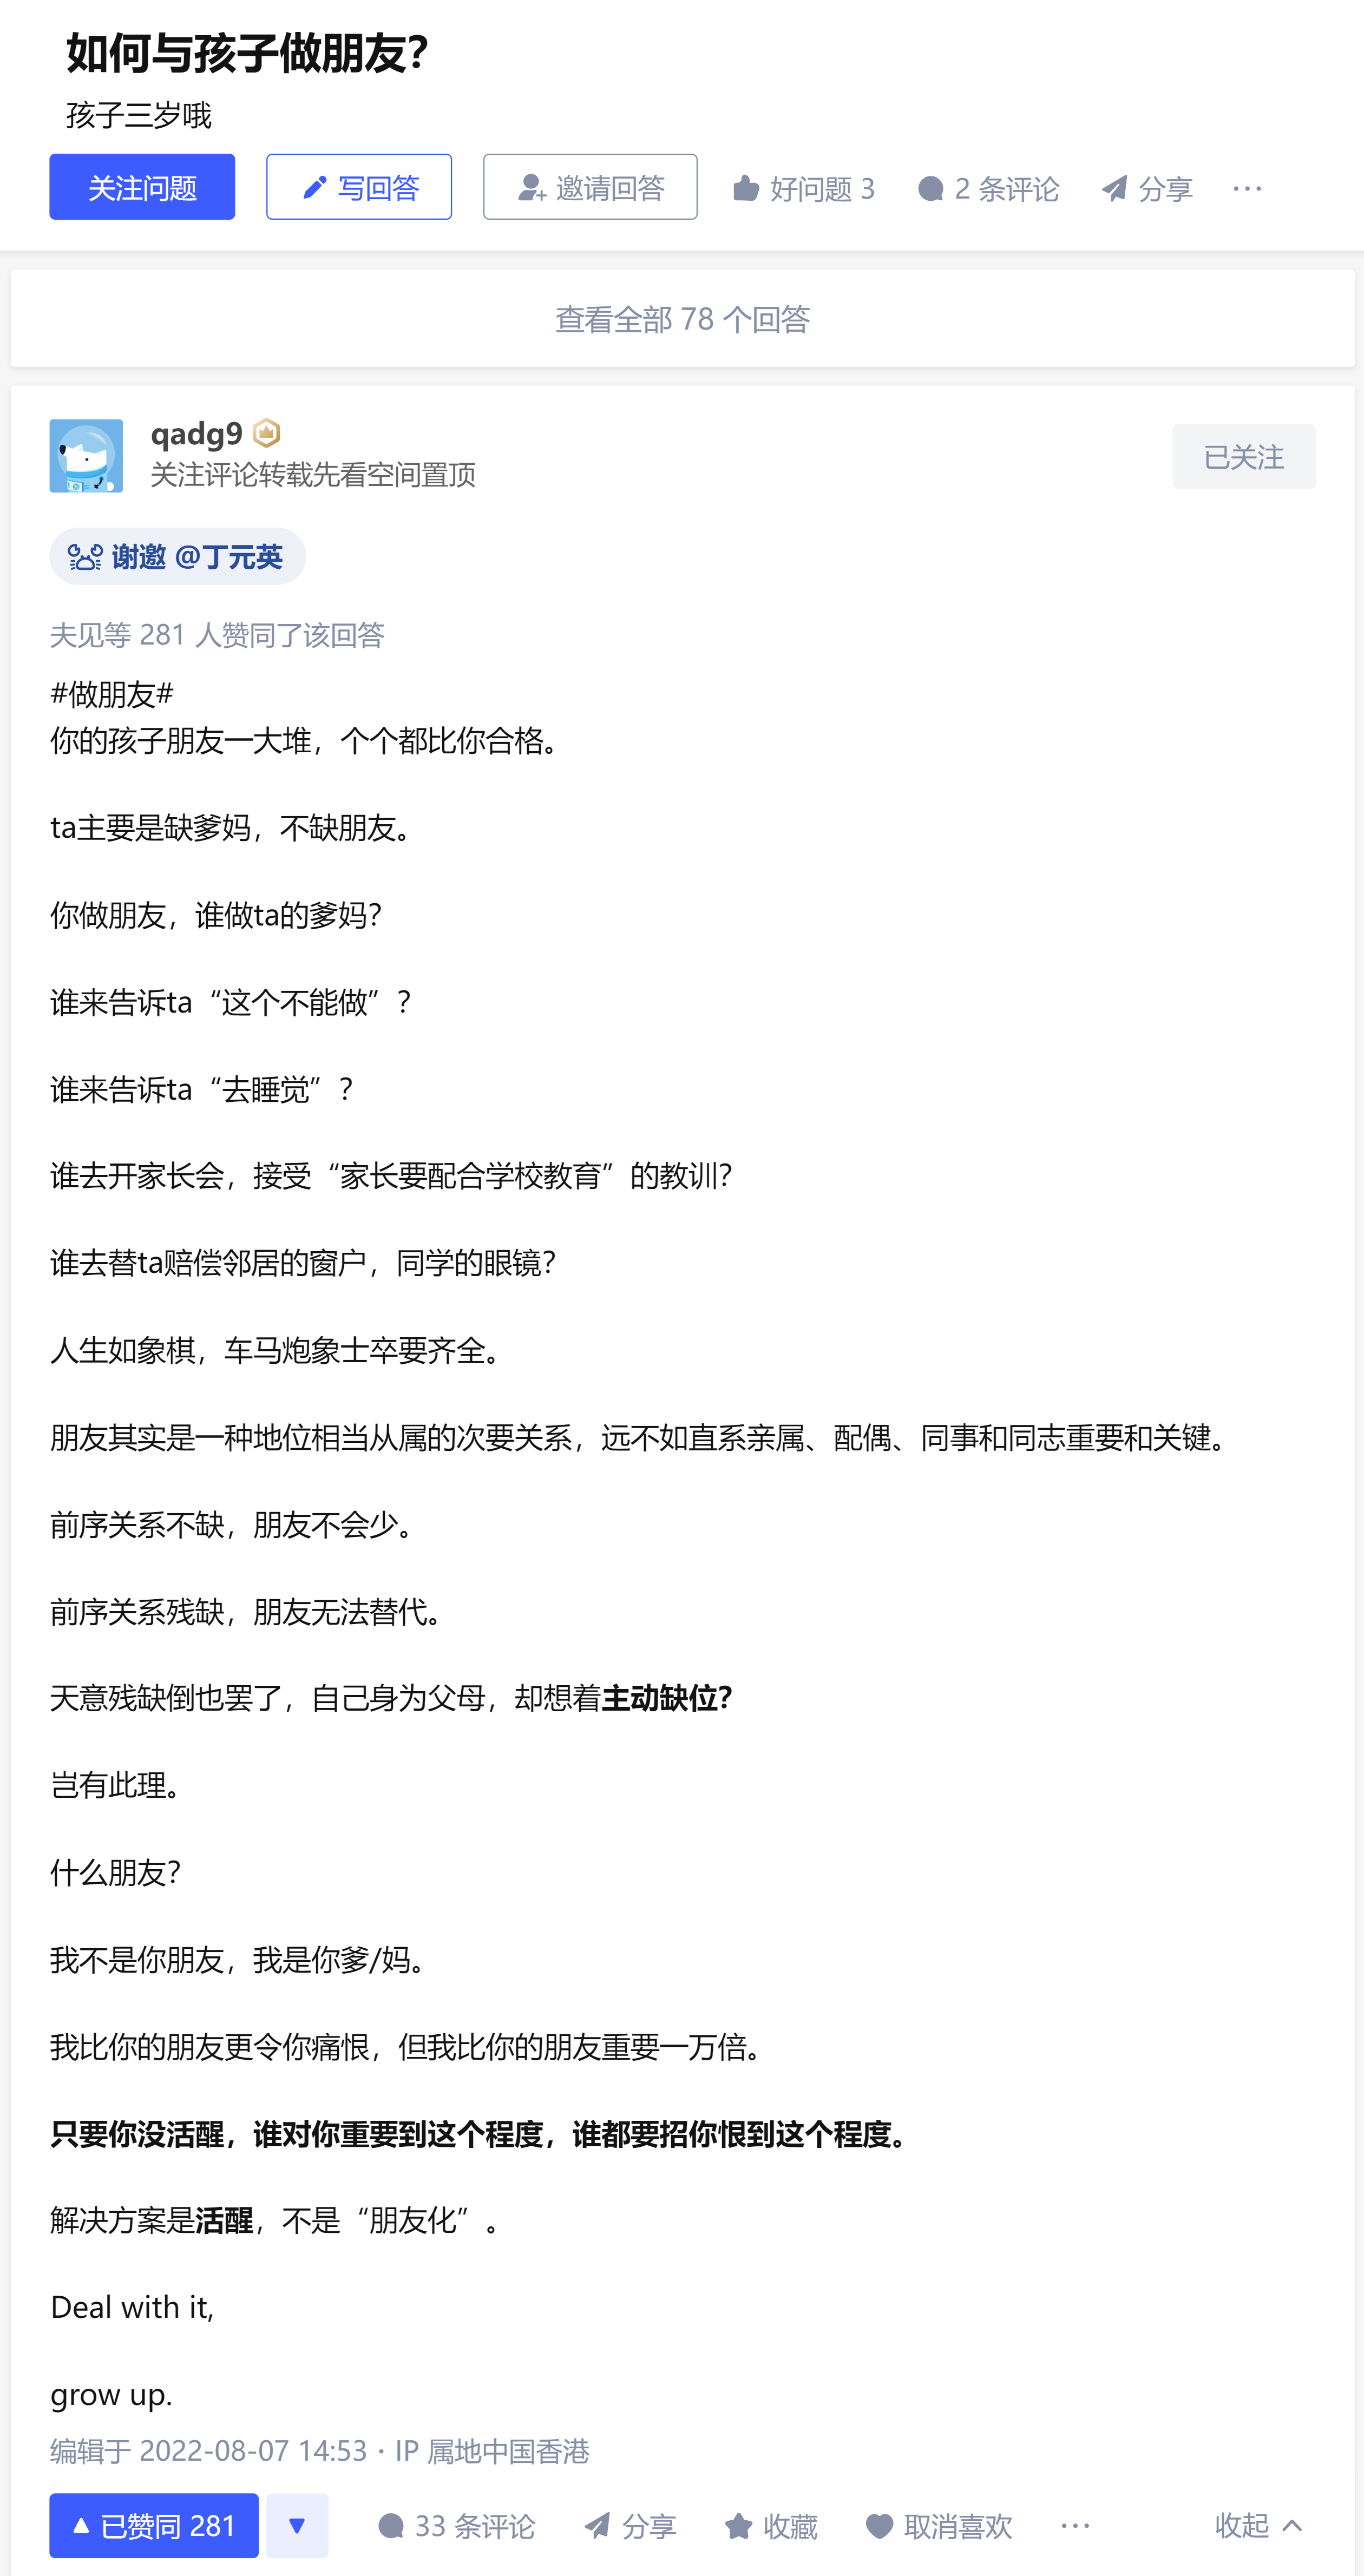 如何与孩子做朋友?
孩子三岁哦
关注问题 写回答 邀请回答 好问题 3 2 条评论 分享 ···
查看全部 78 个回答
qadg9
关注评论转载先看空间置顶
已关注
谢邀 @丁元英
夫见等 281 人赞同了该回答
#做朋友#
你的孩子朋友一大堆，个个都比你合格。
ta主要是缺爹妈，不缺朋友。
你做朋友，谁做ta的爹妈？
谁来告诉ta“这个不能做”？
谁来告诉ta“去睡觉”？
谁去开家长会，接受“家长要配合学校教育”的教训？
谁去替ta赔偿邻居的窗户，同学的眼镜？
人生如象棋，车马炮象士卒要齐全。
朋友其实是一种地位相当从属的次要关系，远不如直系亲属、配偶、同事和同志重要和关键。
前序关系不缺，朋友不会少。
前序关系残缺，朋友无法替代。
天意残缺倒也罢了，自己身为父母，却想着主动缺位？
岂有此理。
什么朋友？
我不是你朋友，我是你爹/妈。
我比你的朋友更令你痛恨，但我比你的朋友重要一万倍。
只要你没活醒，谁对你重要到这个程度，谁都要招你恨到这个程度。
解决方案是活醒，不是“朋友化”。
Deal with it,
grow up.
编辑于 2022-08-07 14:53 · IP 属地中国香港
已赞同 281 33 条评论 分享 收藏 取消喜欢 ··· 收起